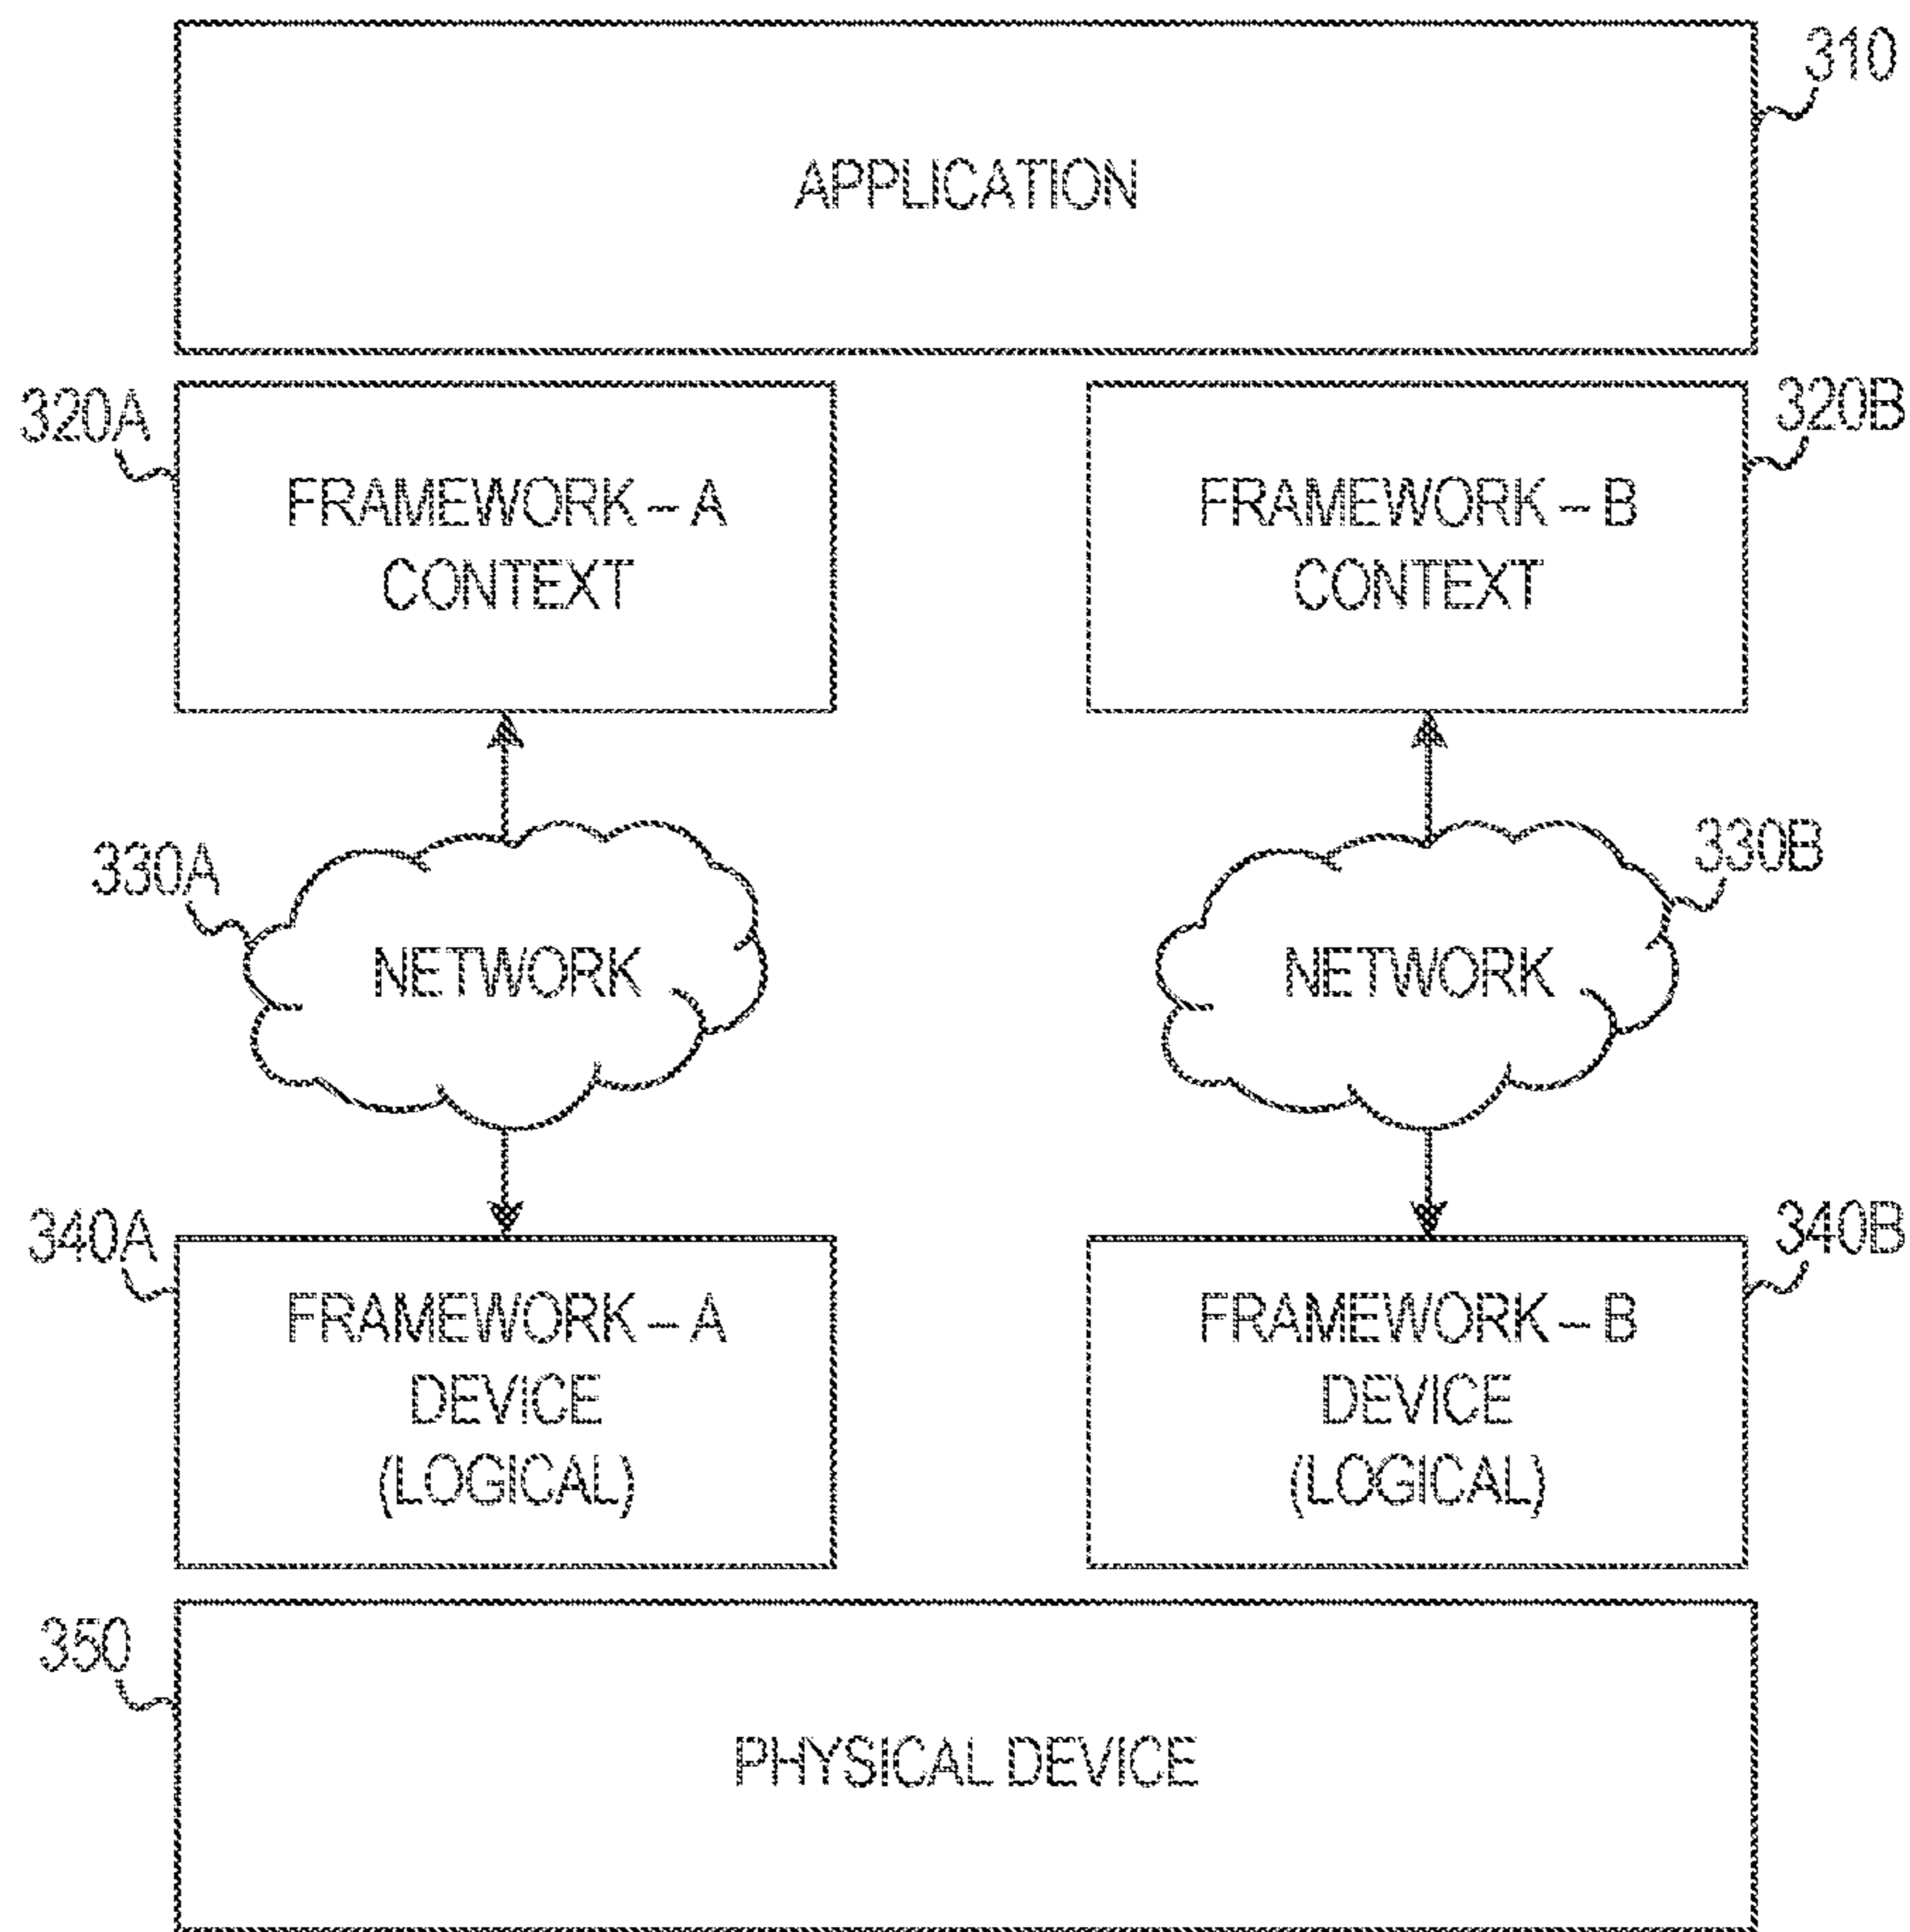 310
APPLICATION
320A
320B
FRAMEWORK – A
CONTEXT
FRAMEWORK – B
CONTEXT
330A
330B
NETWORK
NETWORK
340A
340B
FRAMEWORK – A
DEVICE
(LOGICAL)
FRAMEWORK – B
DEVICE
(LOGICAL)
350
PHYSICAL DEVICE